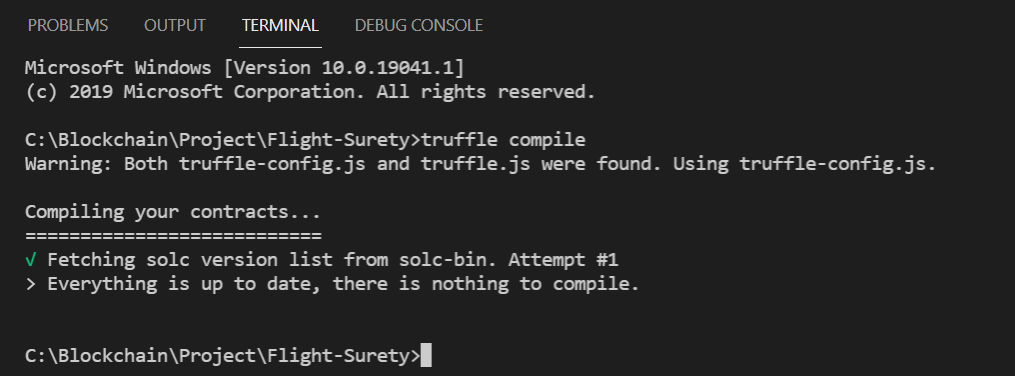 PROBLEMS OUTPUT TERMINAL DEBUG CONSOLE
Microsoft Windows [Version 10.0.19041.1]
(c) 2019 Microsoft Corporation. All rights reserved.
C:\Blockchain\Project\Flight-Surety>truffle compile
Warning: Both truffle-config.js and truffle.js were found. Using truffle-config.js.
Compiling your contracts...
===========================
√ Fetching solc version list from solc-bin. Attempt #1
> Everything is up to date, there is nothing to compile.
C:\Blockchain\Project\Flight-Surety>